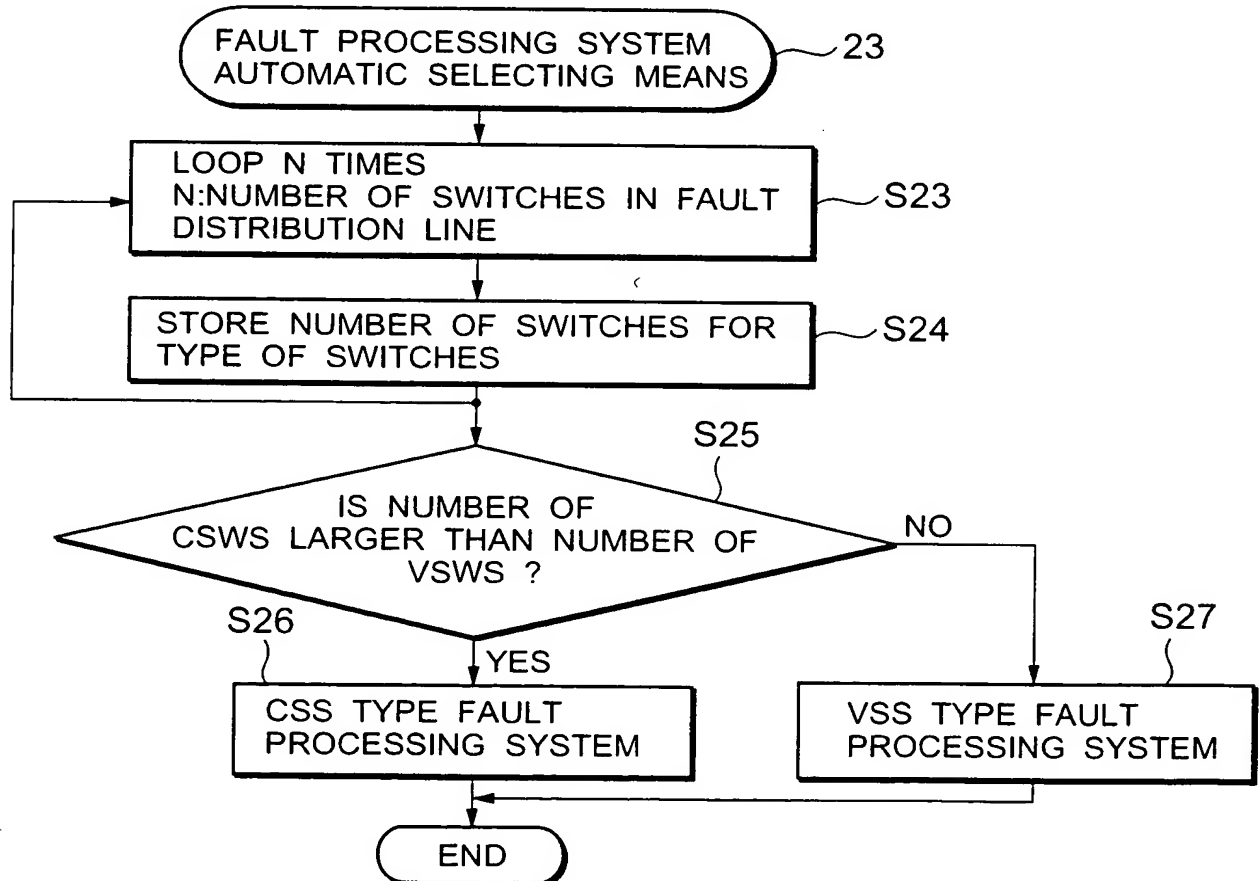 FAULT PROCESSING SYSTEM
AUTOMATIC SELECTING MEANS
23
LOOP N TIMES
N:NUMBER OF SWITCHES IN FAULT
DISTRIBUTION LINE
S23
STORE NUMBER OF SWITCHES FOR
TYPE OF SWITCHES
S24
S25
IS NUMBER OF
CSWS LARGER THAN NUMBER OF
VSWS ?
NO
S26
YES
S27
CSS TYPE FAULT
PROCESSING SYSTEM
VSS TYPE FAULT
PROCESSING SYSTEM
END